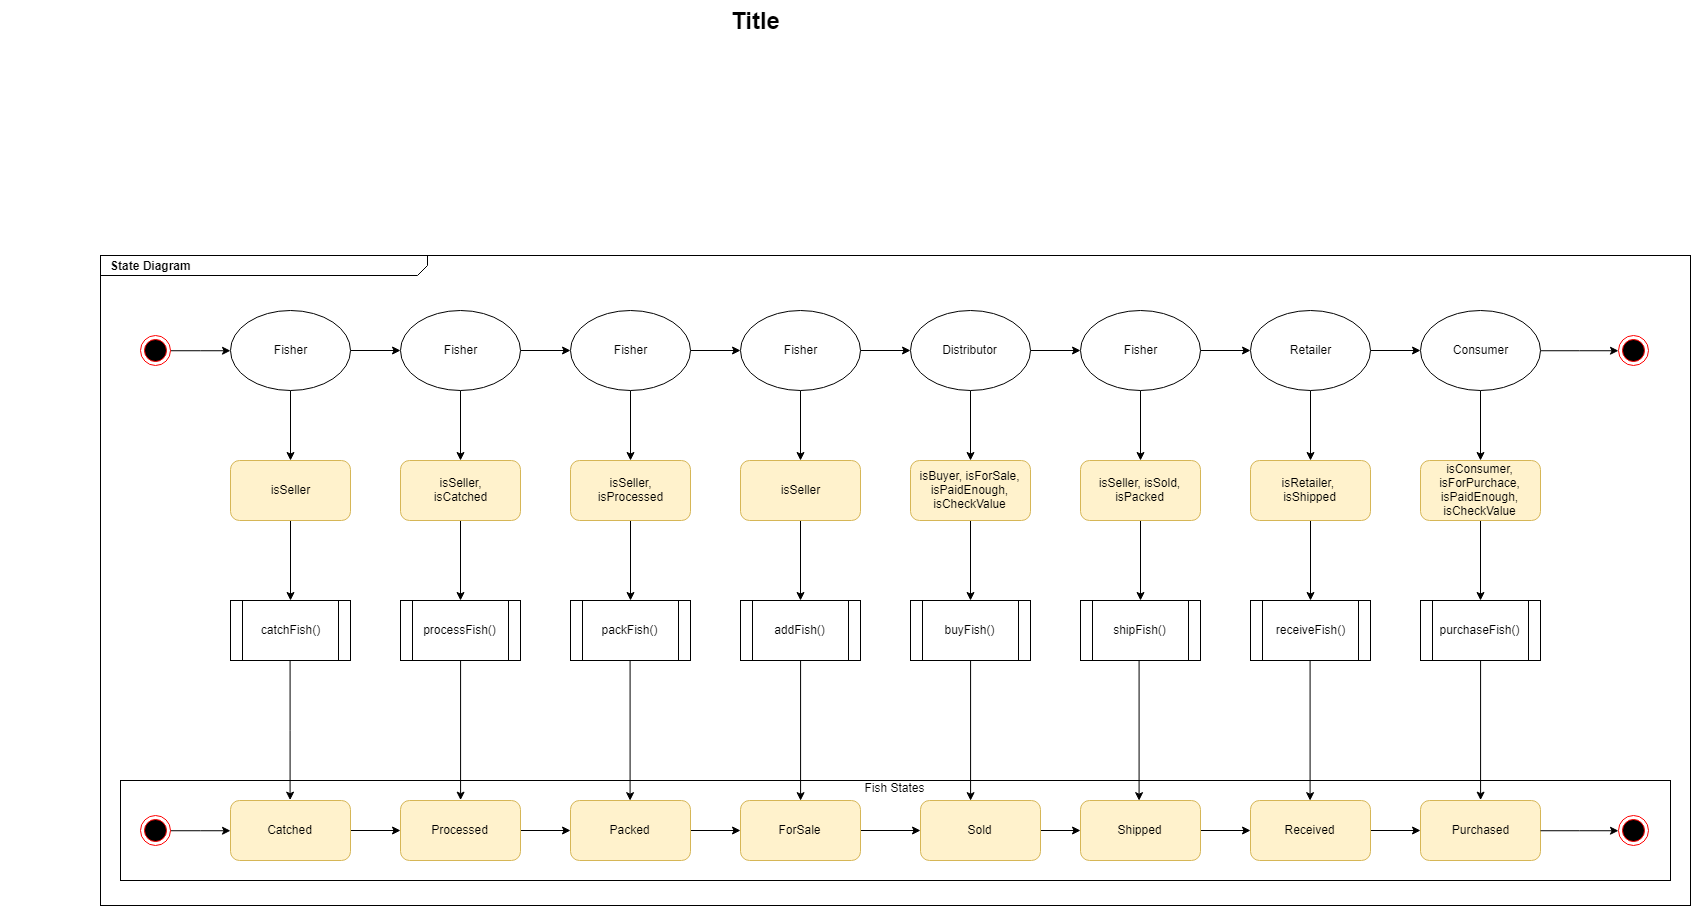 Title
State Diagram
Fisher
Fisher
Fisher
Fisher
Distributor
Fisher
Retailer
Consumer
isSeller
isSeller,
isCatched
isSeller,
isProcessed
isSeller
isBuyer, isForSale,
isPaidEnough,
isCheckValue
isSeller, isSold,
isPacked
isRetailer,
isShipped
isConsumer,
isForPurchace,
isPaidEnough,
isCheckValue
catchFish()
processFish()
packFish()
addFish()
buyFish()
shipFish()
receiveFish()
purchaseFish()
Fish States
Catched
Processed
Packed
ForSale
Sold
Shipped
Received
Purchased